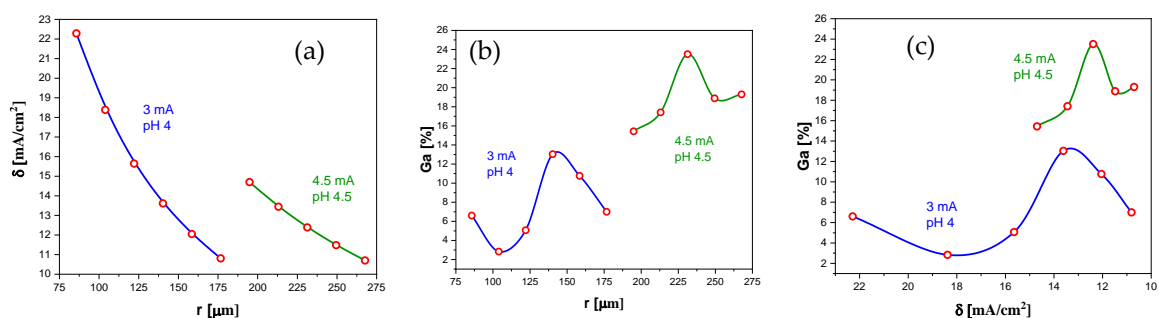 (a)
δ [mA/cm²]
23
22
21
20
19
18
17
16
15
14
13
12
11
10
3 mA
pH 4
4.5 mA
pH 4.5
75 100 125 150 175 200 225 250 275
r [μm]
(b)
Ga [%]
26
24
22
20
18
16
14
12
10
8
6
4
2
3 mA
pH 4
4.5 mA
pH 4.5
75 100 125 150 175 200 225 250 275
r [μm]
(c)
Ga [%]
26
24
22
20
18
16
14
12
10
8
6
4
2
0
4.5 mA
pH 4.5
3 mA
pH 4
22 20 18 16 14 12 10
δ [mA/cm²]